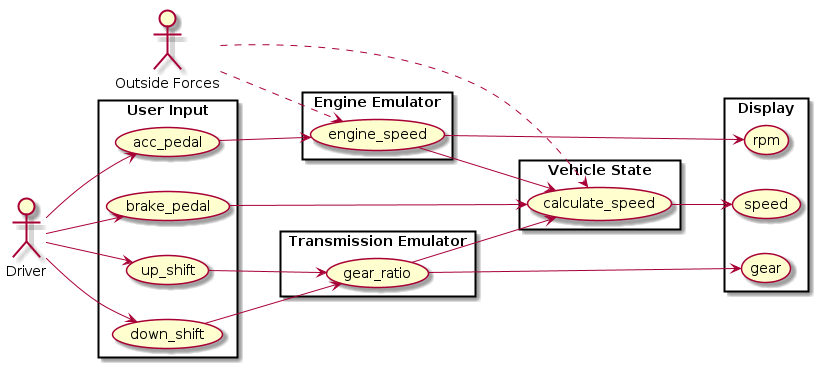 Outside Forces
User Input
Engine Emulator
Display
acc_pedal
engine_speed
rpm
Vehicle State
brake_pedal
calculate_speed
speed
Driver
Transmission Emulator
up_shift
gear_ratio
gear
down_shift